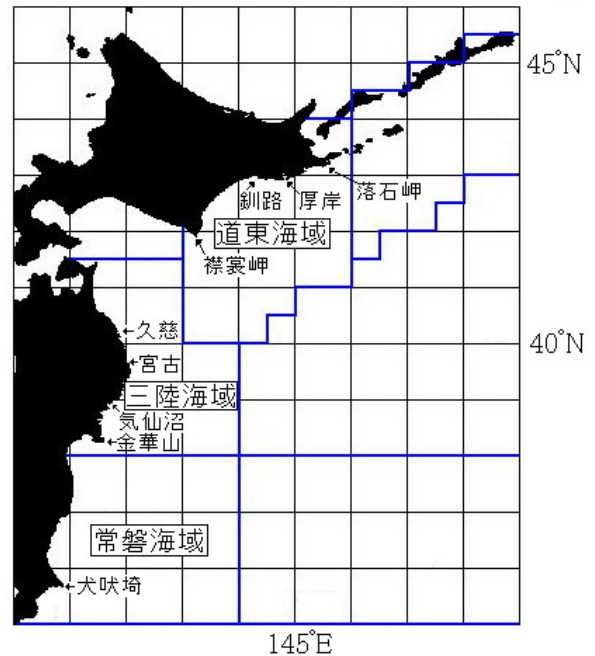 45°N
釧路
厚岸
落石岬
道東海域
襟裳岬
久慈
40°N
宮古
三陸海域
気仙沼
金華山
常磐海域
犬吠埼
145°E